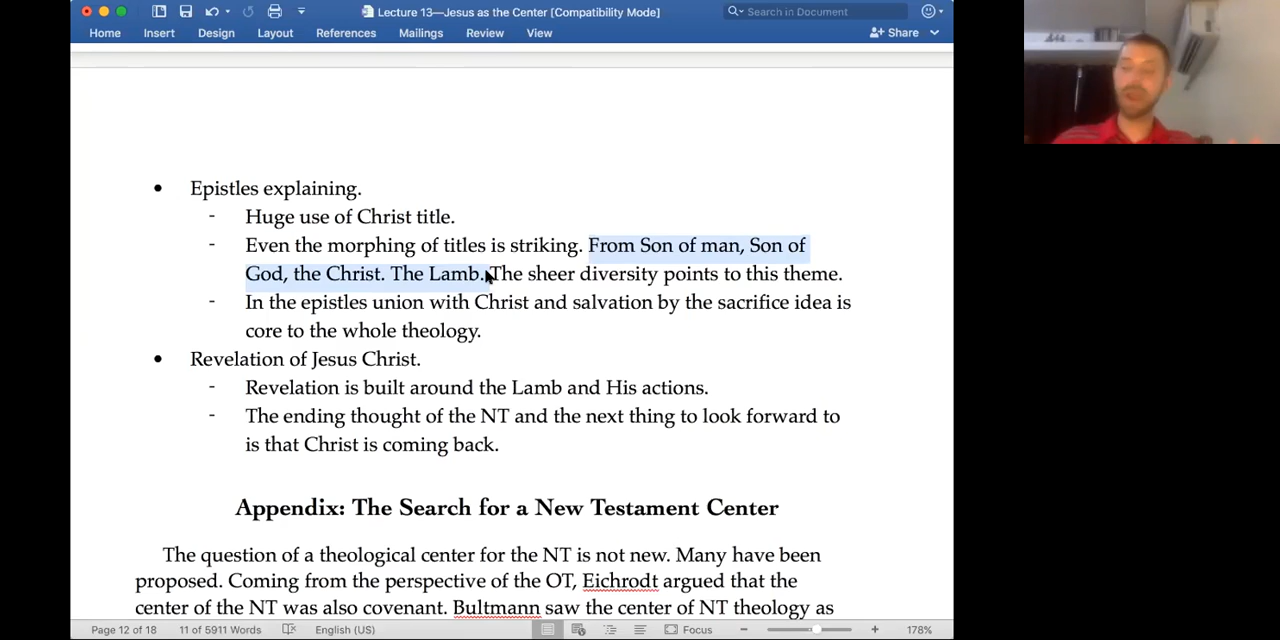 Lecture 13—Jesus as the Center [Compatibility Mode]
Search in Document
Home Insert Design Layout References Mailings Review View Share
• Epistles explaining.
- Huge use of Christ title.
- Even the morphing of titles is striking. From Son of man, Son of
God, the Christ. The Lamb. The sheer diversity points to this theme.
- In the epistles union with Christ and salvation by the sacrifice idea is
core to the whole theology.
• Revelation of Jesus Christ.
- Revelation is built around the Lamb and His actions.
- The ending thought of the NT and the next thing to look forward to
is that Christ is coming back.
Appendix: The Search for a New Testament Center
The question of a theological center for the NT is not new. Many have been
proposed. Coming from the perspective of the OT, Eichrodt argued that the
center of the NT was also covenant. Bultmann saw the center of NT theology as
Page 12 of 18 11 of 5911 Words English (US) Focus 178%